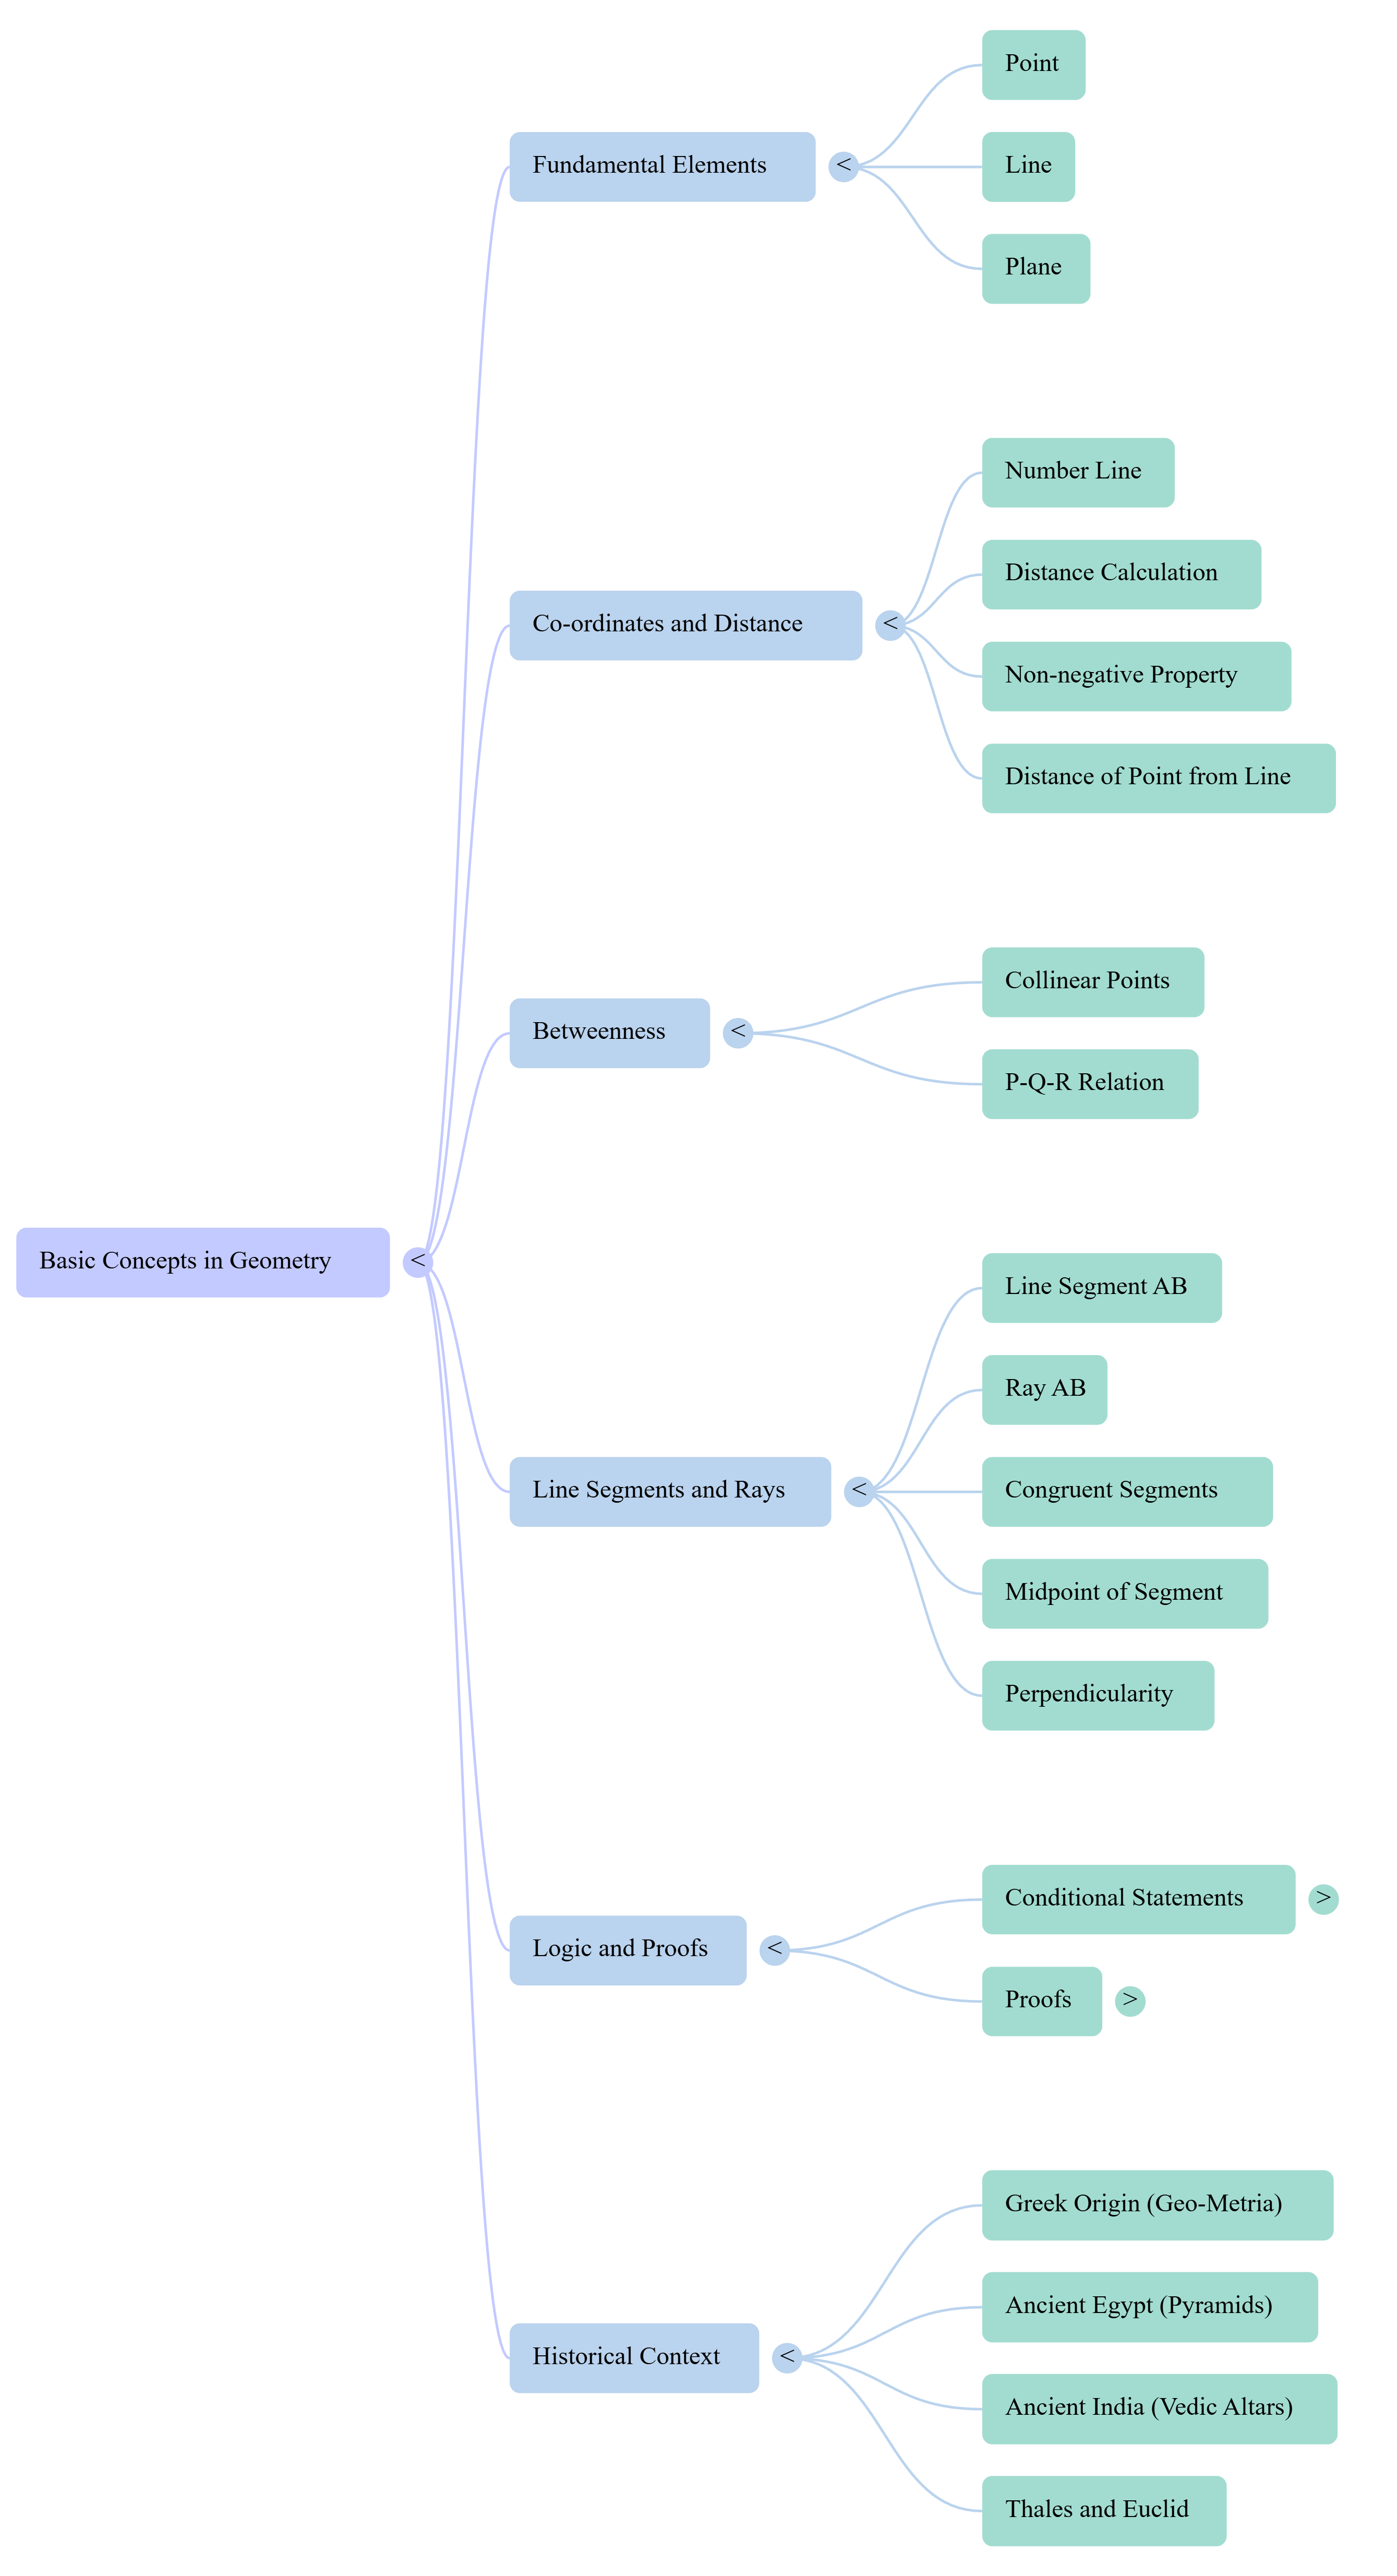 Point
Fundamental Elements <
Line
Plane
Number Line
Distance Calculation
Co-ordinates and Distance <
Non-negative Property
Distance of Point from Line
Collinear Points
Betweenness <
P-Q-R Relation
Basic Concepts in Geometry <
Line Segment AB
Ray AB
Line Segments and Rays <
Congruent Segments
Midpoint of Segment
Perpendicularity
Conditional Statements >
Logic and Proofs <
Proofs >
Greek Origin (Geo-Metria)
Ancient Egypt (Pyramids)
Historical Context <
Ancient India (Vedic Altars)
Thales and Euclid